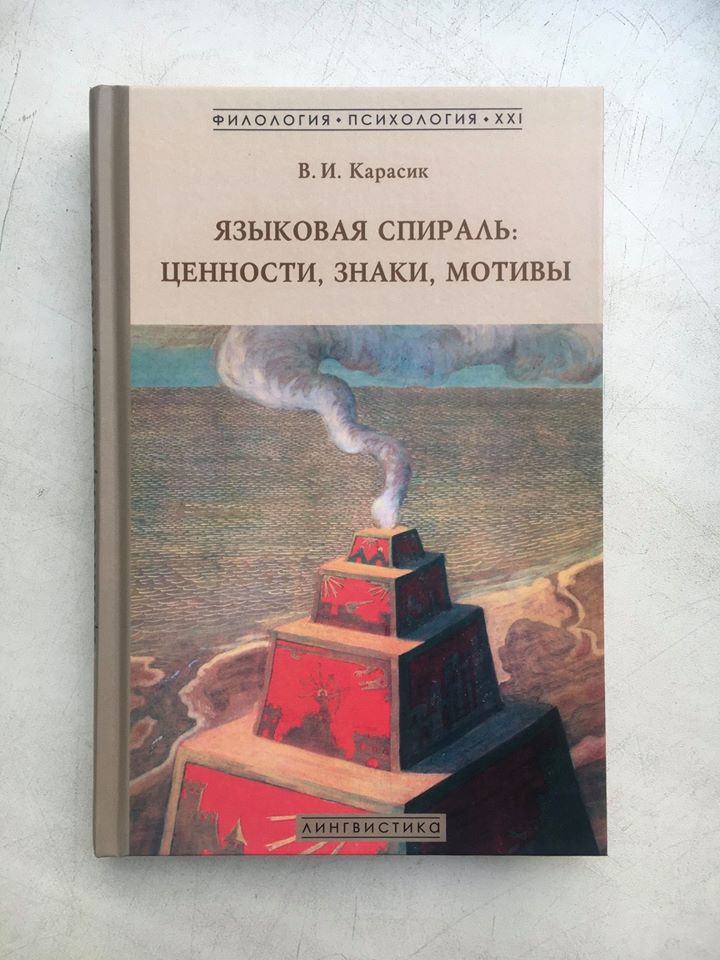 ФИЛОЛОГИЯ • ПСИХОЛОГИЯ • XXI
В. И. Карасик
ЯЗЫКОВАЯ СПИРАЛЬ:
ЦЕННОСТИ, ЗНАКИ, МОТИВЫ
ЛИНГВИСТИКА